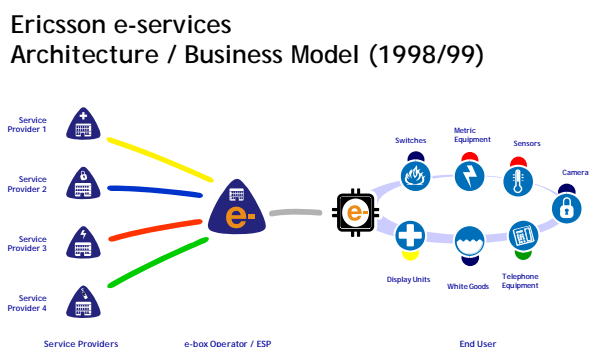 Ericsson e-services
Architecture / Business Model (1998/99)
Service
Provider 1
Service
Provider 2
Service
Provider 3
Service
Provider 4
e-
e-
Switches
Metric
Equipment
Sensors
Camera
Display Units
White Goods
Telephone
Equipment
Service Providers
e-box Operator / ESP
End User